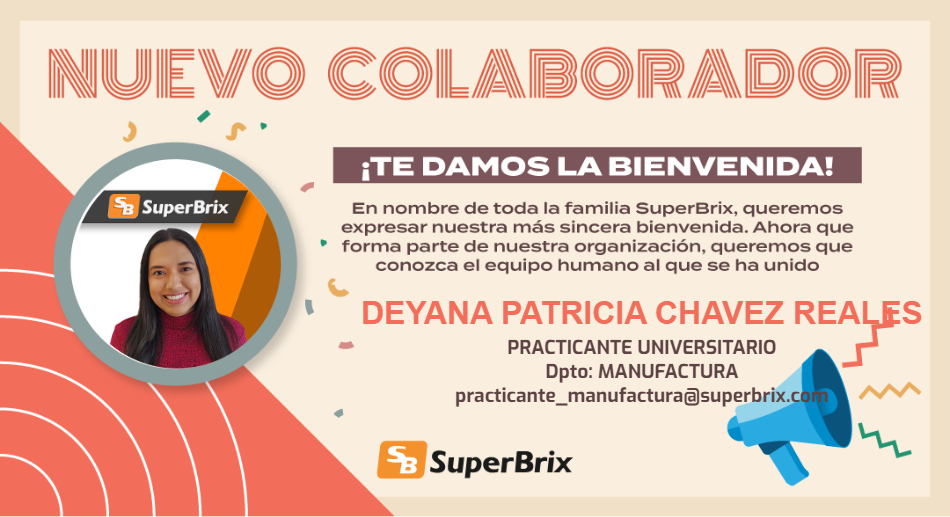 NUEVO COLABORADOR
¡TE DAMOS LA BIENVENIDA!
SB SuperBrix
En nombre de toda la familia SuperBrix, queremos
expresar nuestra más sincera bienvenida. Ahora que
forma parte de nuestra organización, queremos que
conozca el equipo humano al que se ha unido
DEYANA PATRICIA CHAVEZ REALES
PRACTICANTE UNIVERSITARIO
Dpto: MANUFACTURA
practicante_manufactura@superbrix.com
SB SuperBrix